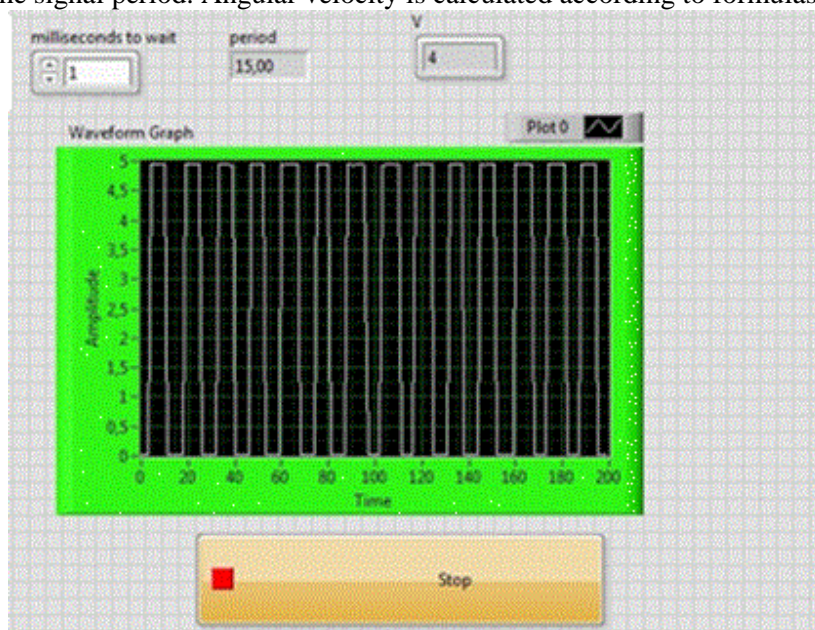 ne signal period. Angular velocity is calculated according to formulas
milliseconds to wait period V
1 15,00 4
Waveform Graph Plot 0
5
4,5
4
3,5
3
2,5
2
1,5
1
0,5
0
Amplitude
0 20 40 60 80 100 120 140 160 180 200
Time
Stop